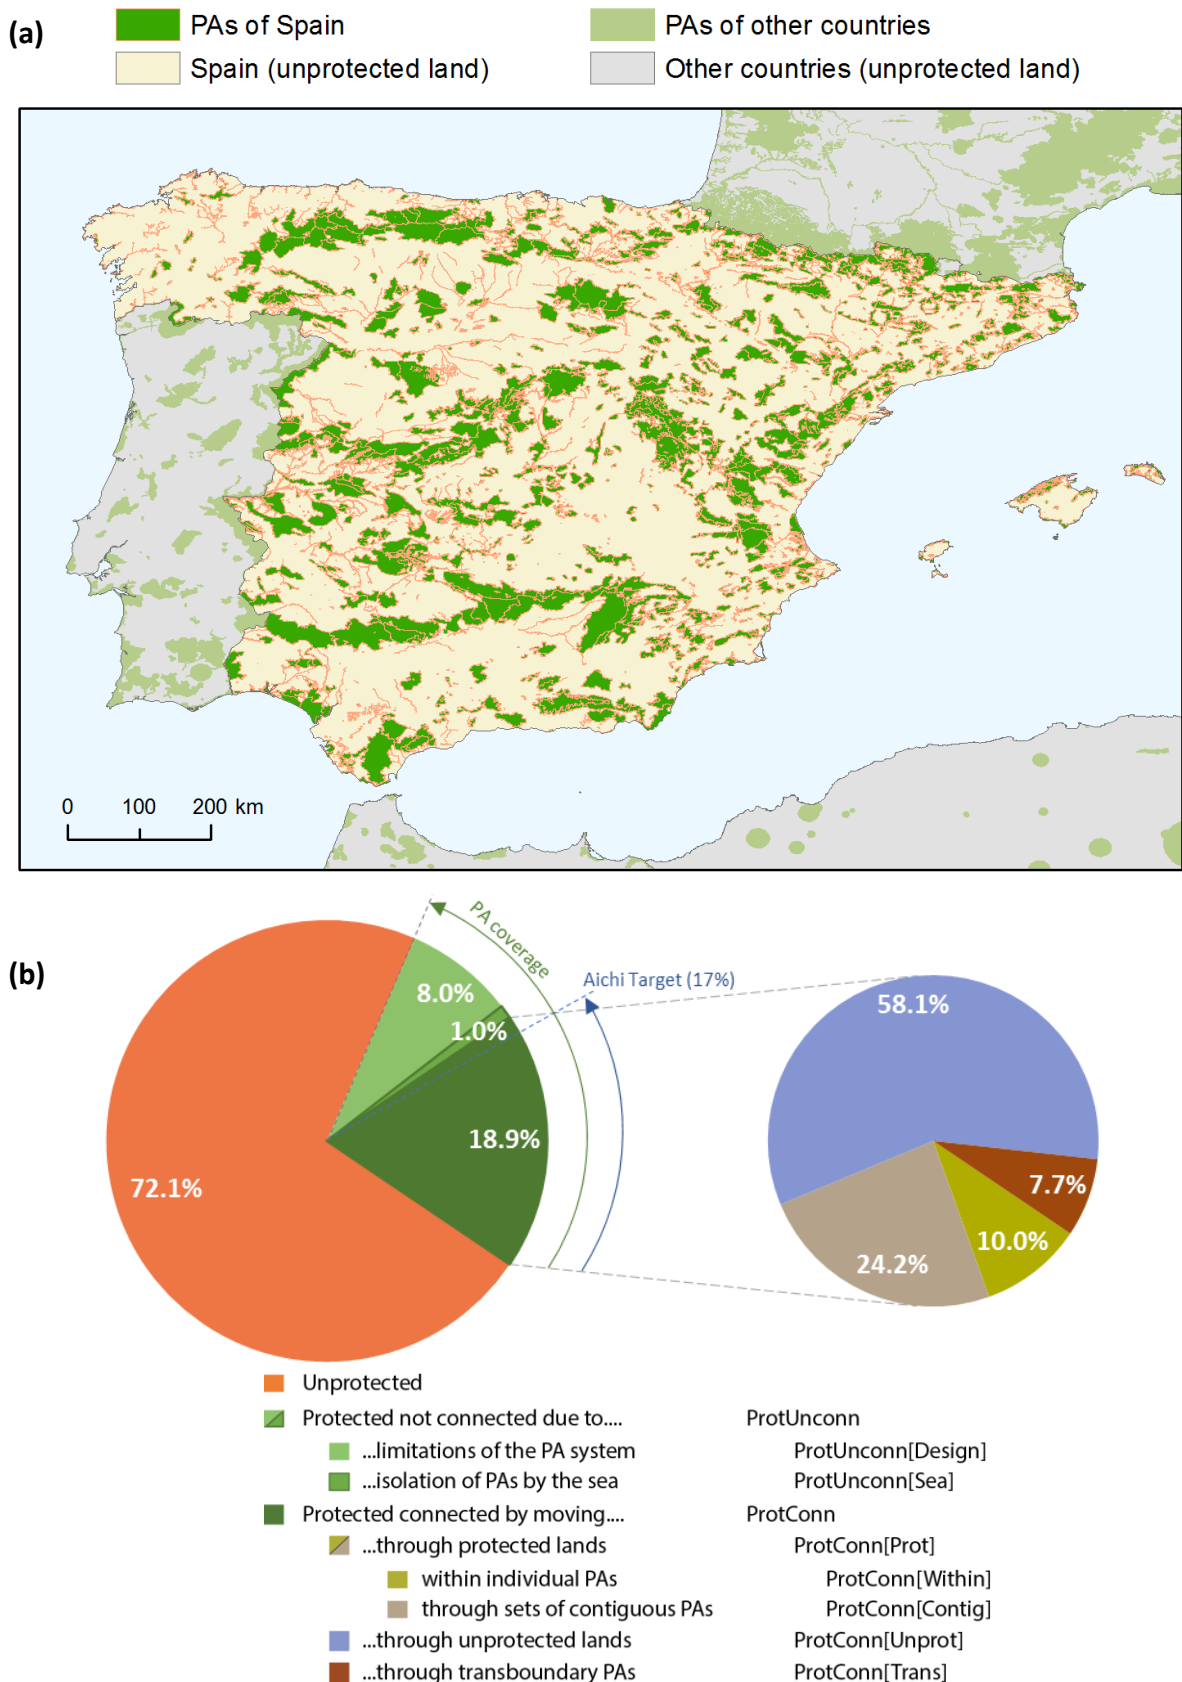 (a)
PAs of Spain
PAs of other countries
Spain (unprotected land)
Other countries (unprotected land)
0 100 200 km
(b)
PA coverage
Aichi Target (17%)
8.0%
1.0%
18.9%
72.1%
58.1%
7.7%
10.0%
24.2%
Unprotected
Protected not connected due to.... ProtUnconn
...limitations of the PA system ProtUnconn[Design]
...isolation of PAs by the sea ProtUnconn[Sea]
Protected connected by moving.... ProtConn
...through protected lands ProtConn[Prot]
within individual PAs ProtConn[Within]
through sets of contiguous PAs ProtConn[Contig]
...through unprotected lands ProtConn[Unprot]
...through transboundary PAs ProtConn[Trans]